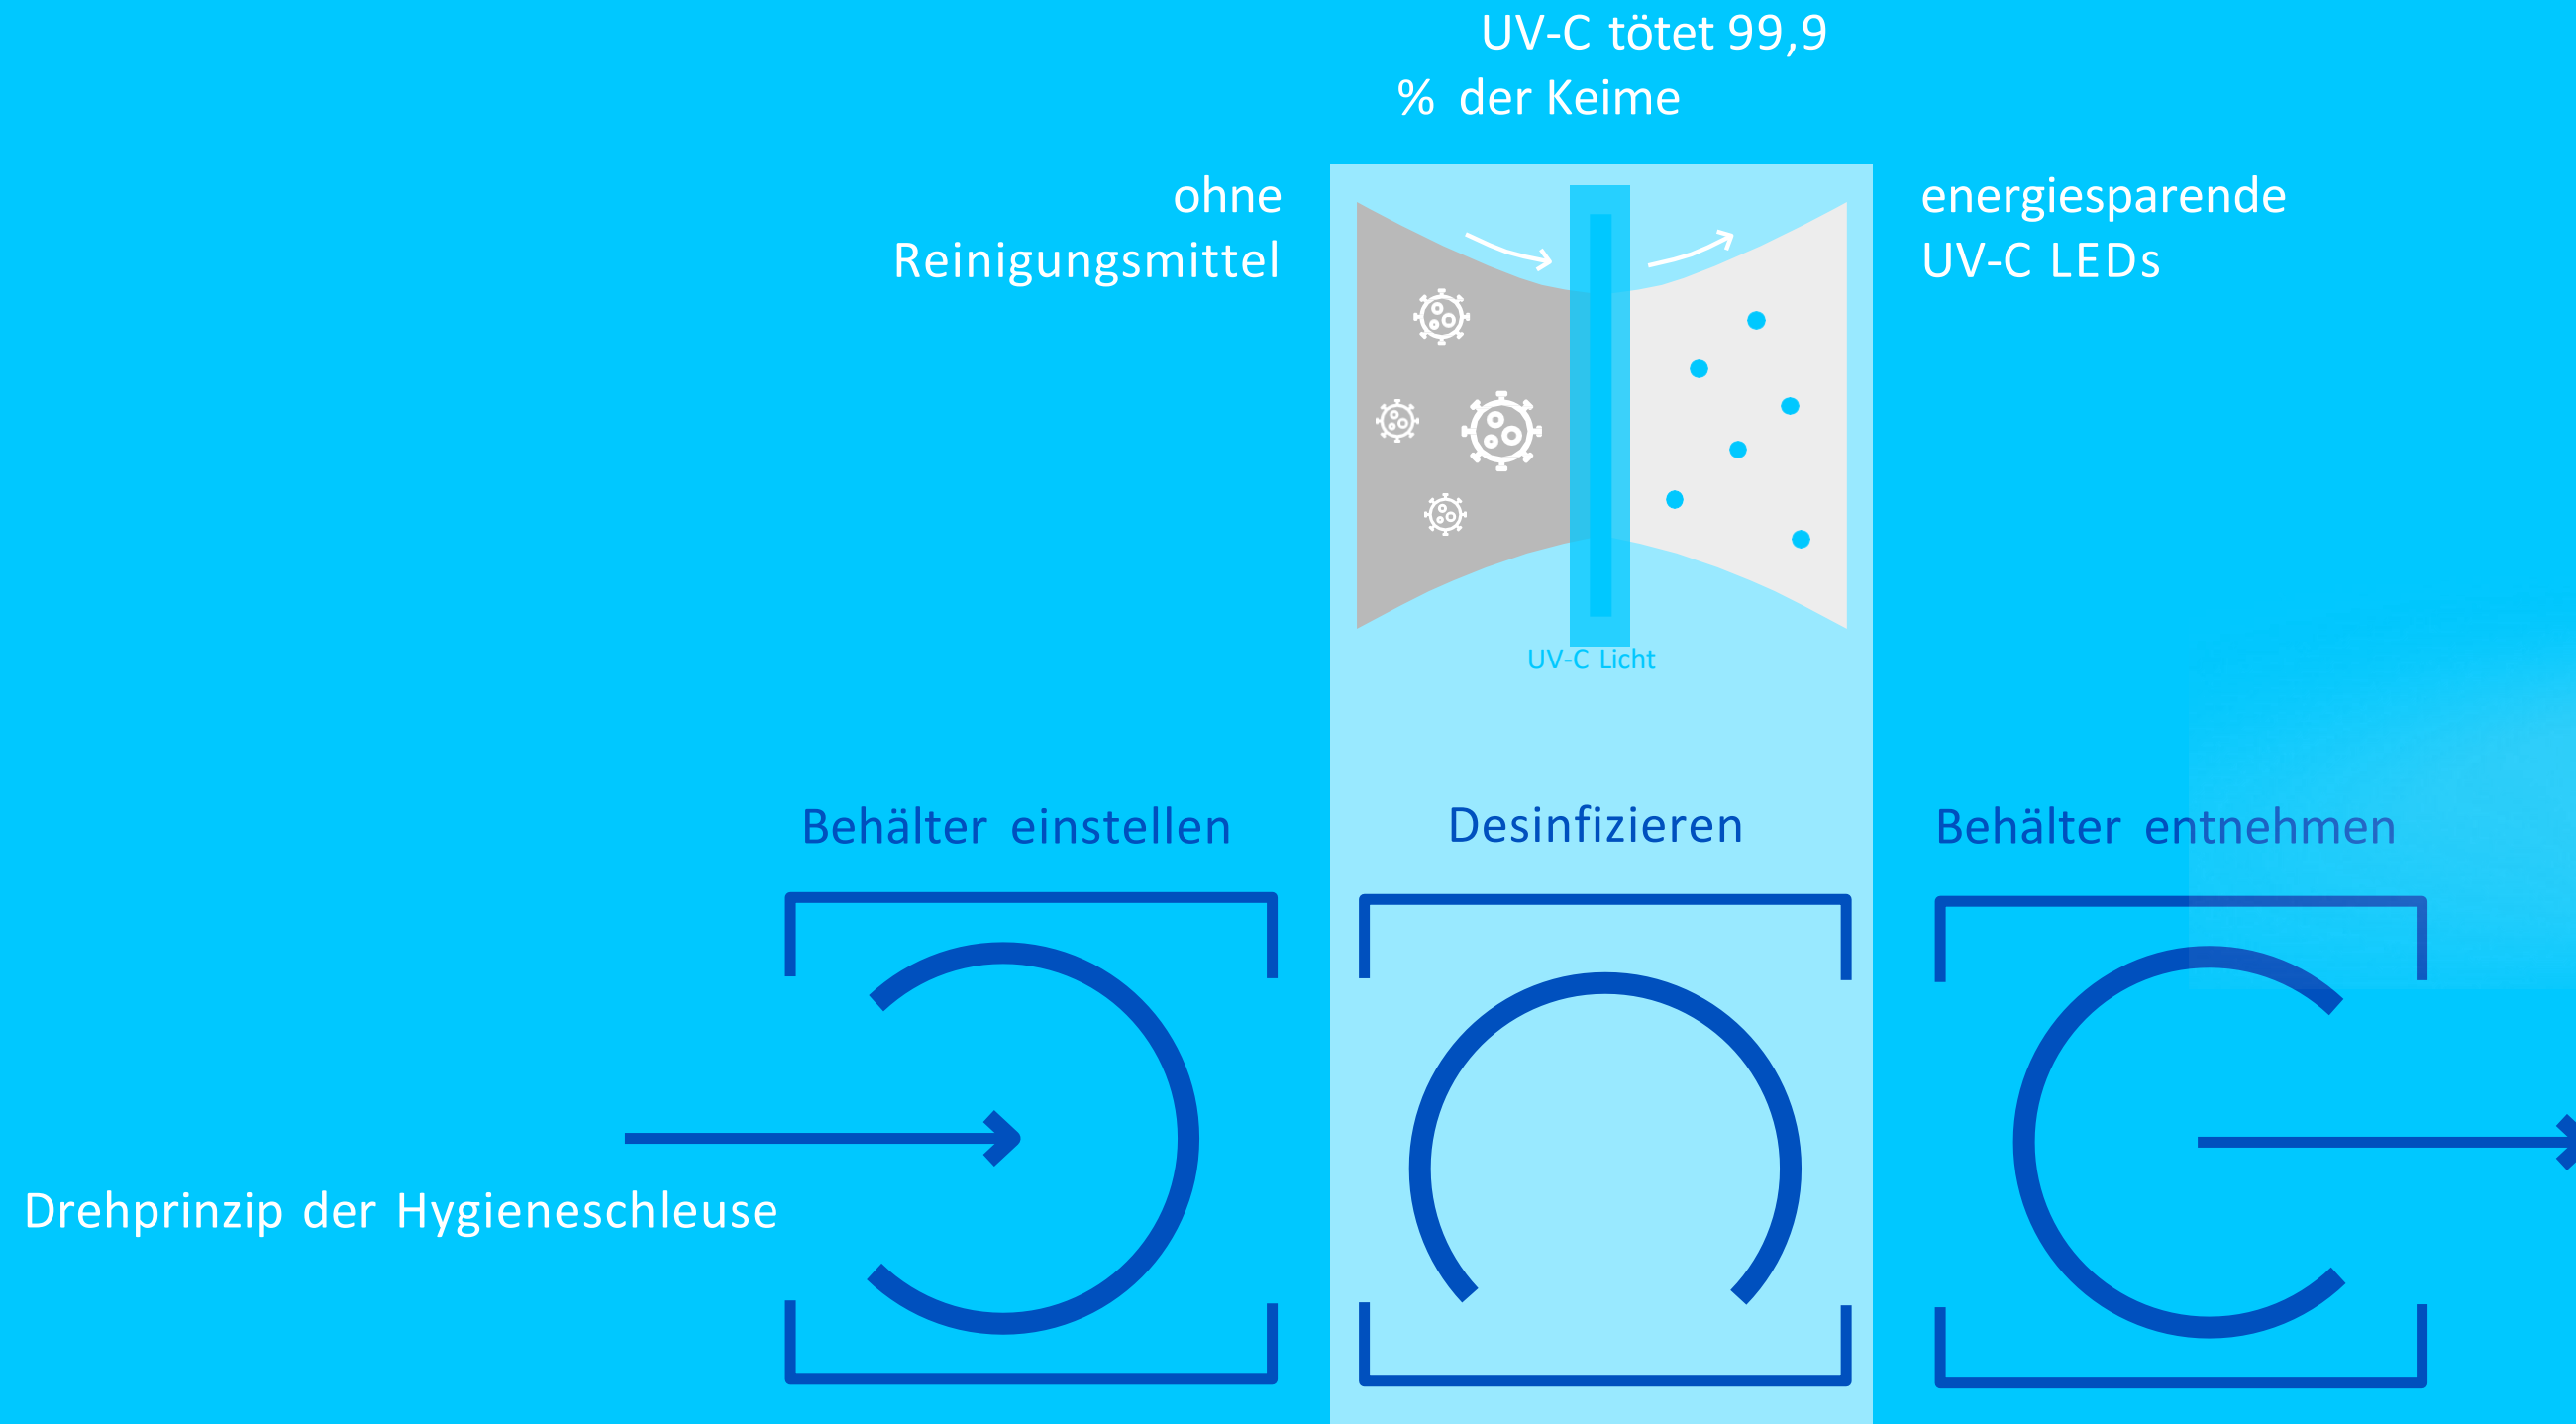 UV-C tötet 99,9
% der Keime
ohne
Reinigungsmittel
energiesparende
UV-C LEDs
UV-C Licht
Behälter einstellen
Desinfizieren
Behälter entnehmen
Drehprinzip der Hygieneschleuse